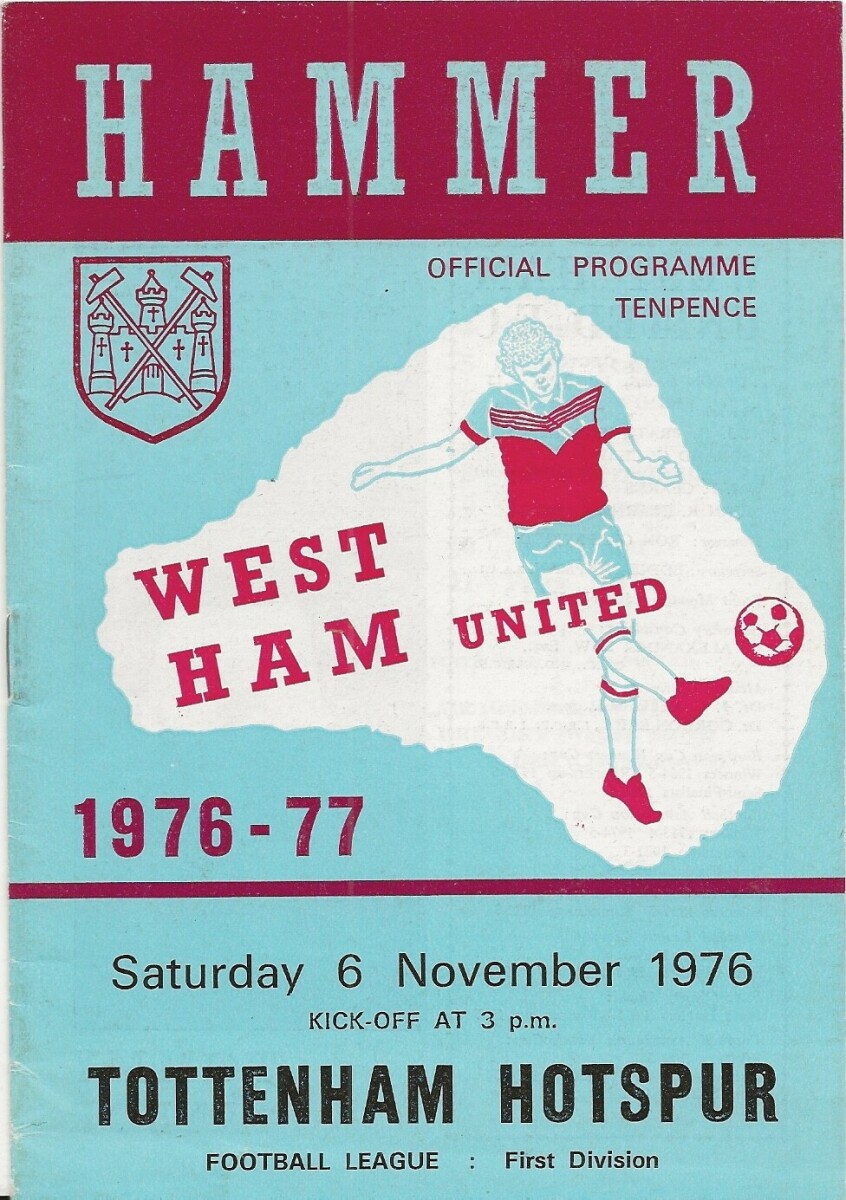 HAMMER
OFFICIAL PROGRAMME
TENPENCE
WEST
HAM UNITED
1976-77
Saturday 6 November 1976
KICK-OFF AT 3 p.m.
TOTTENHAM HOTSPUR
FOOTBALL LEAGUE : First Division